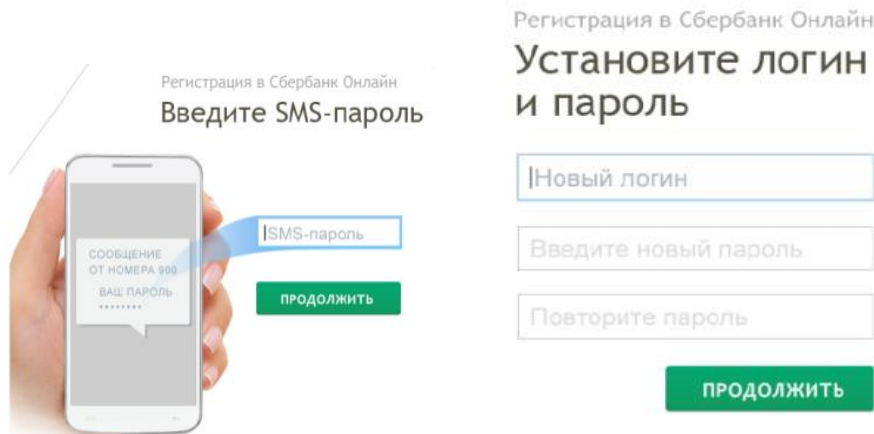 Регистрация в Сбербанк Онлайн
Введите SMS-пароль
СООБЩЕНИЕ
ОТ НОМЕРА 900
ВАШ ПАРОЛЬ
••••••••
SMS-пароль
ПРОДОЛЖИТЬ
Регистрация в Сбербанк Онлайн
Установите логин
и пароль
Новый логин
Введите новый пароль
Повторите пароль
ПРОДОЛЖИТЬ